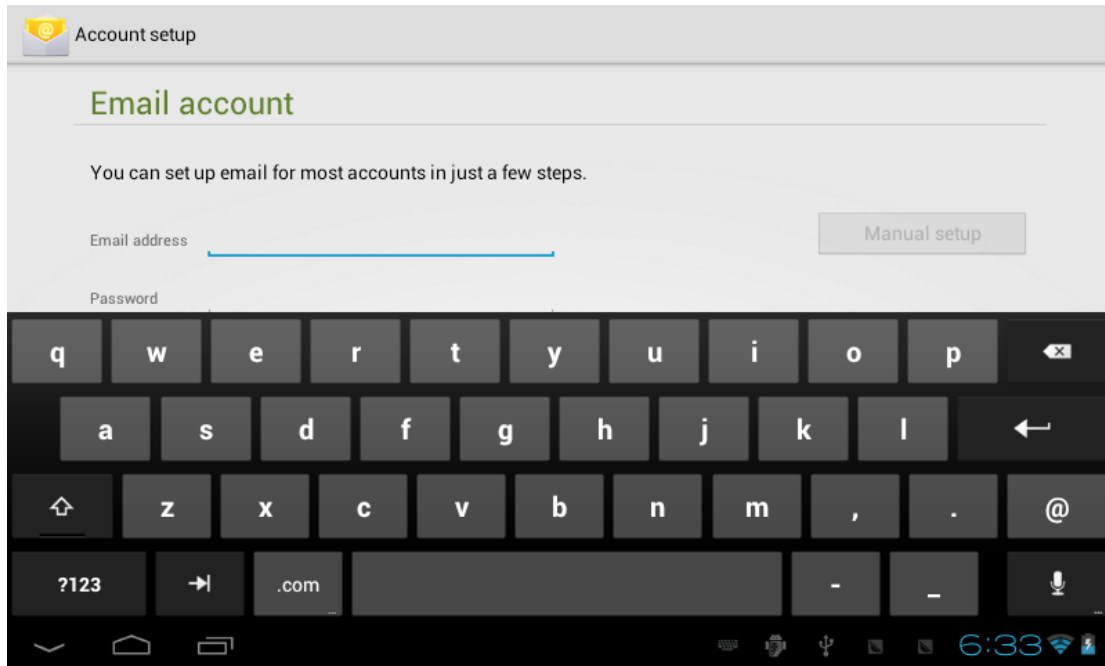 Account setup
Email account
You can set up email for most accounts in just a few steps.
Email address
Manual setup
Password
q w e r t y u i o p
a s d f g h j k l
z x c v b n m , . @
?123 .com - _
6:33